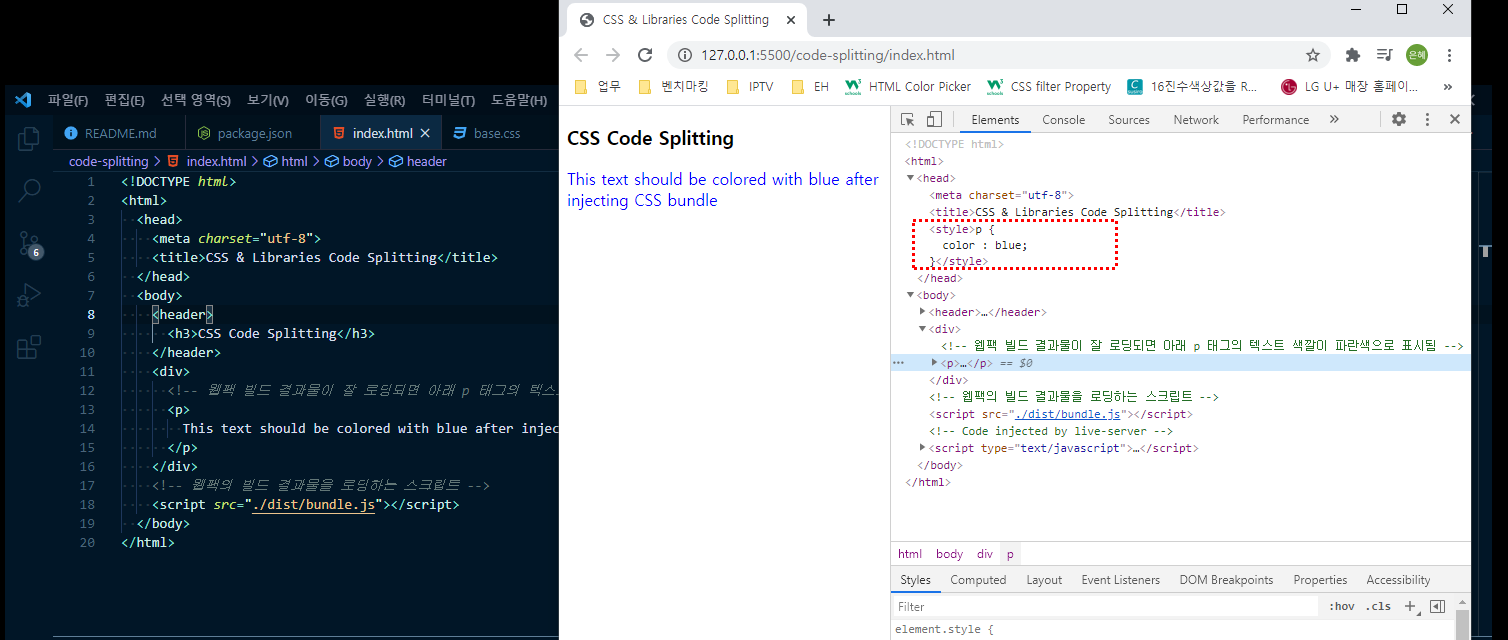 파일(F) 편집(E) 선택 영역(S) 보기(V) 이동(G) 실행(R) 터미널(T) 도움말(H)
README.md package.json index.html base.css
code-splitting > index.html > html > body > header
1 <!DOCTYPE html>
2 <html>
3 <head>
4 <meta charset="utf-8">
5 <title>CSS & Libraries Code Splitting</title>
6 </head>
7 <body>
8 <header>
9 <h3>CSS Code Splitting</h3>
10 </header>
11 <div>
12 <!-- 웹팩 빌드 결과물이 잘 로딩되면 아래 p 태그의 텍스
13 <p>
14 This text should be colored with blue after injec
15 </p>
16 </div>
17 <!-- 웹팩의 빌드 결과물을 로딩하는 스크립트 -->
18 <script src="./dist/bundle.js"></script>
19 </body>
20 </html>
6
CSS & Libraries Code Splitting
127.0.0.1:5500/code-splitting/index.html
은혜
업무 벤치마킹 IPTV EH HTML Color Picker CSS filter Property 16진수색상값을 R... LG U+ 매장 홈페이... »
CSS Code Splitting
This text should be colored with blue after
injecting CSS bundle
Elements Console Sources Network Performance »
<!DOCTYPE html>
<html>
<head>
<meta charset="utf-8">
<title>CSS & Libraries Code Splitting</title>
<style>p {
color : blue;
}</style>
</head>
<body>
<header>…</header>
<div>
<!-- 웹팩 빌드 결과물이 잘 로딩되면 아래 p 태그의 텍스트 색깔이 파란색으로 표시됨 -->
<p>…</p> == $0
</div>
<!-- 웹팩의 빌드 결과물을 로딩하는 스크립트 -->
<script src="./dist/bundle.js"></script>
<!-- Code injected by live-server -->
<script type="text/javascript">…</script>
</body>
</html>
html body div p
Styles Computed Layout Event Listeners DOM Breakpoints Properties Accessibility
Filter :hov .cls +
element.style {
T